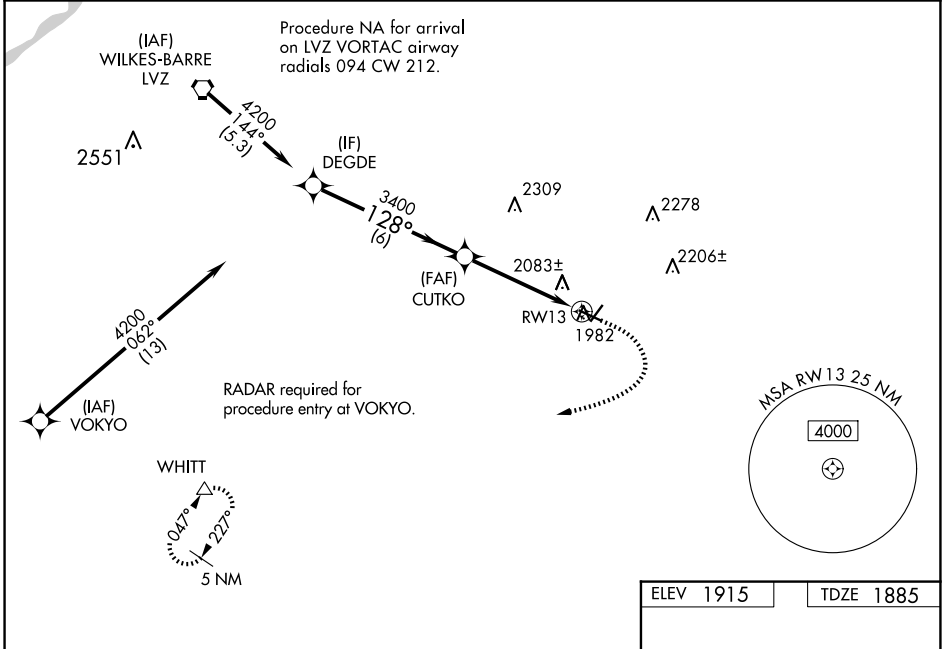 (IAF)
WILKES-BARRE
LVZ
Procedure NA for arrival
on LVZ VORTAC airway
radials 094 CW 212.
4200
144°
(5.3)
2551
(IF)
DEGDE
3400
128°
(6)
2309
2278
2206±
2083±
(FAF)
CUTKO
RW13
1982
4200
062°
(13)
(IAF)
VOKYO
RADAR required for
procedure entry at VOKYO.
MSA RW13 25 NM
4000
WHITT
047°
227°
5 NM
ELEV 1915
TDZE 1885